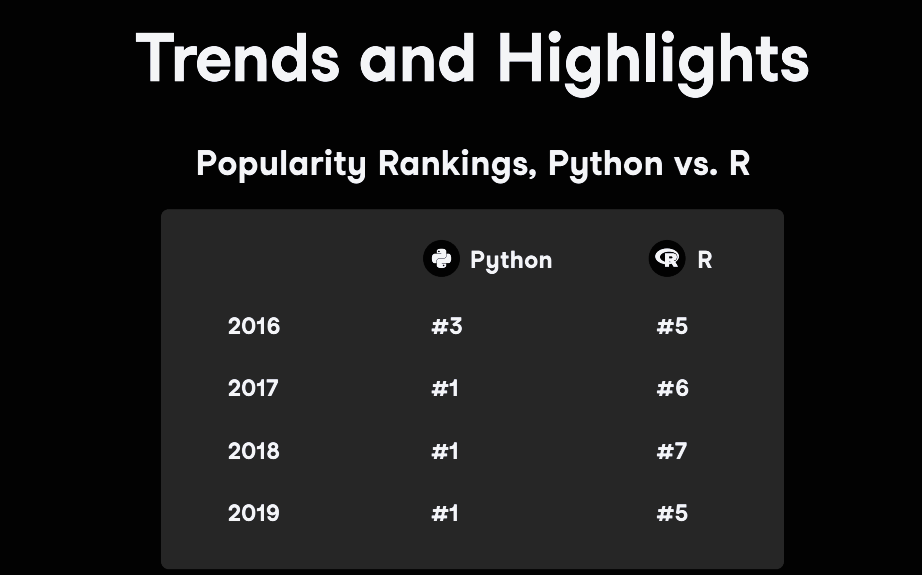 Trends and Highlights
Popularity Rankings, Python vs. R
Python R
2016 #3 #5
2017 #1 #6
2018 #1 #7
2019 #1 #5